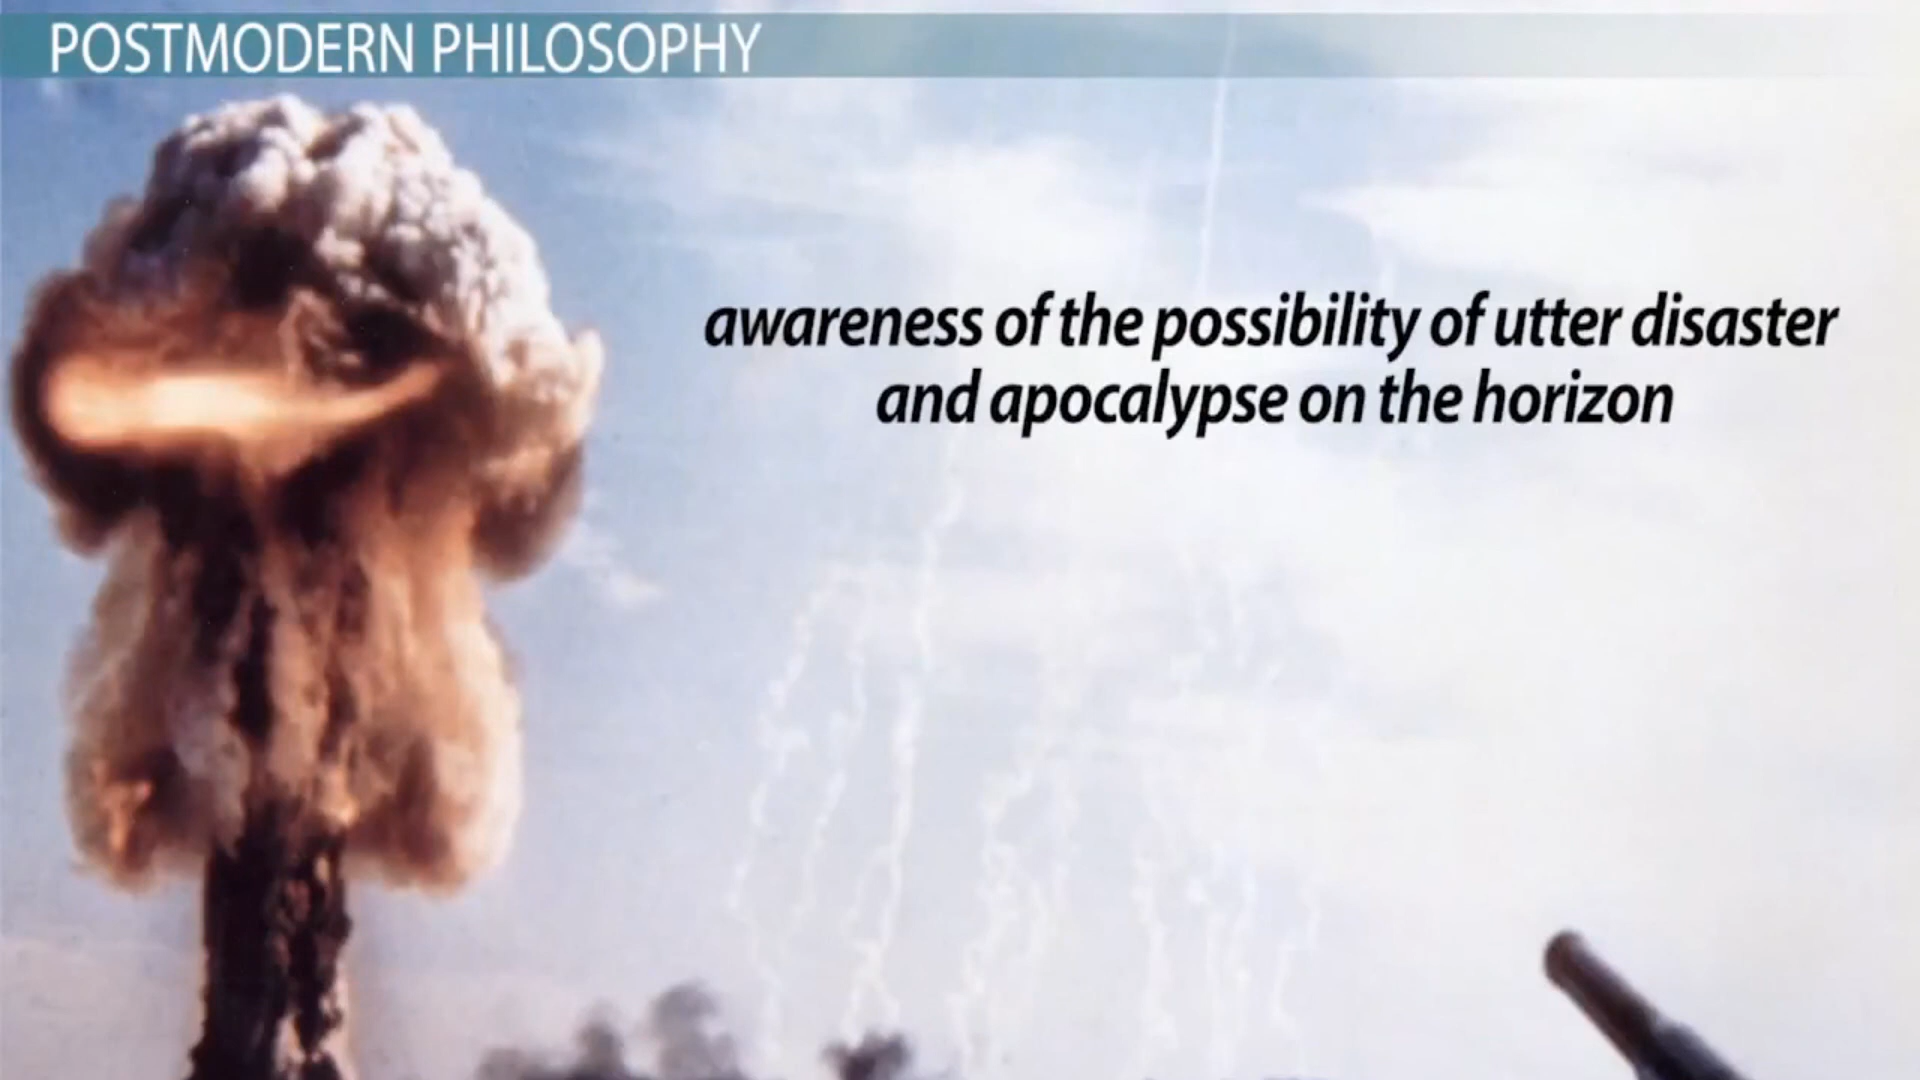 POSTMODERN PHILOSOPHY
awareness of the possibility of utter disaster
and apocalypse on the horizon